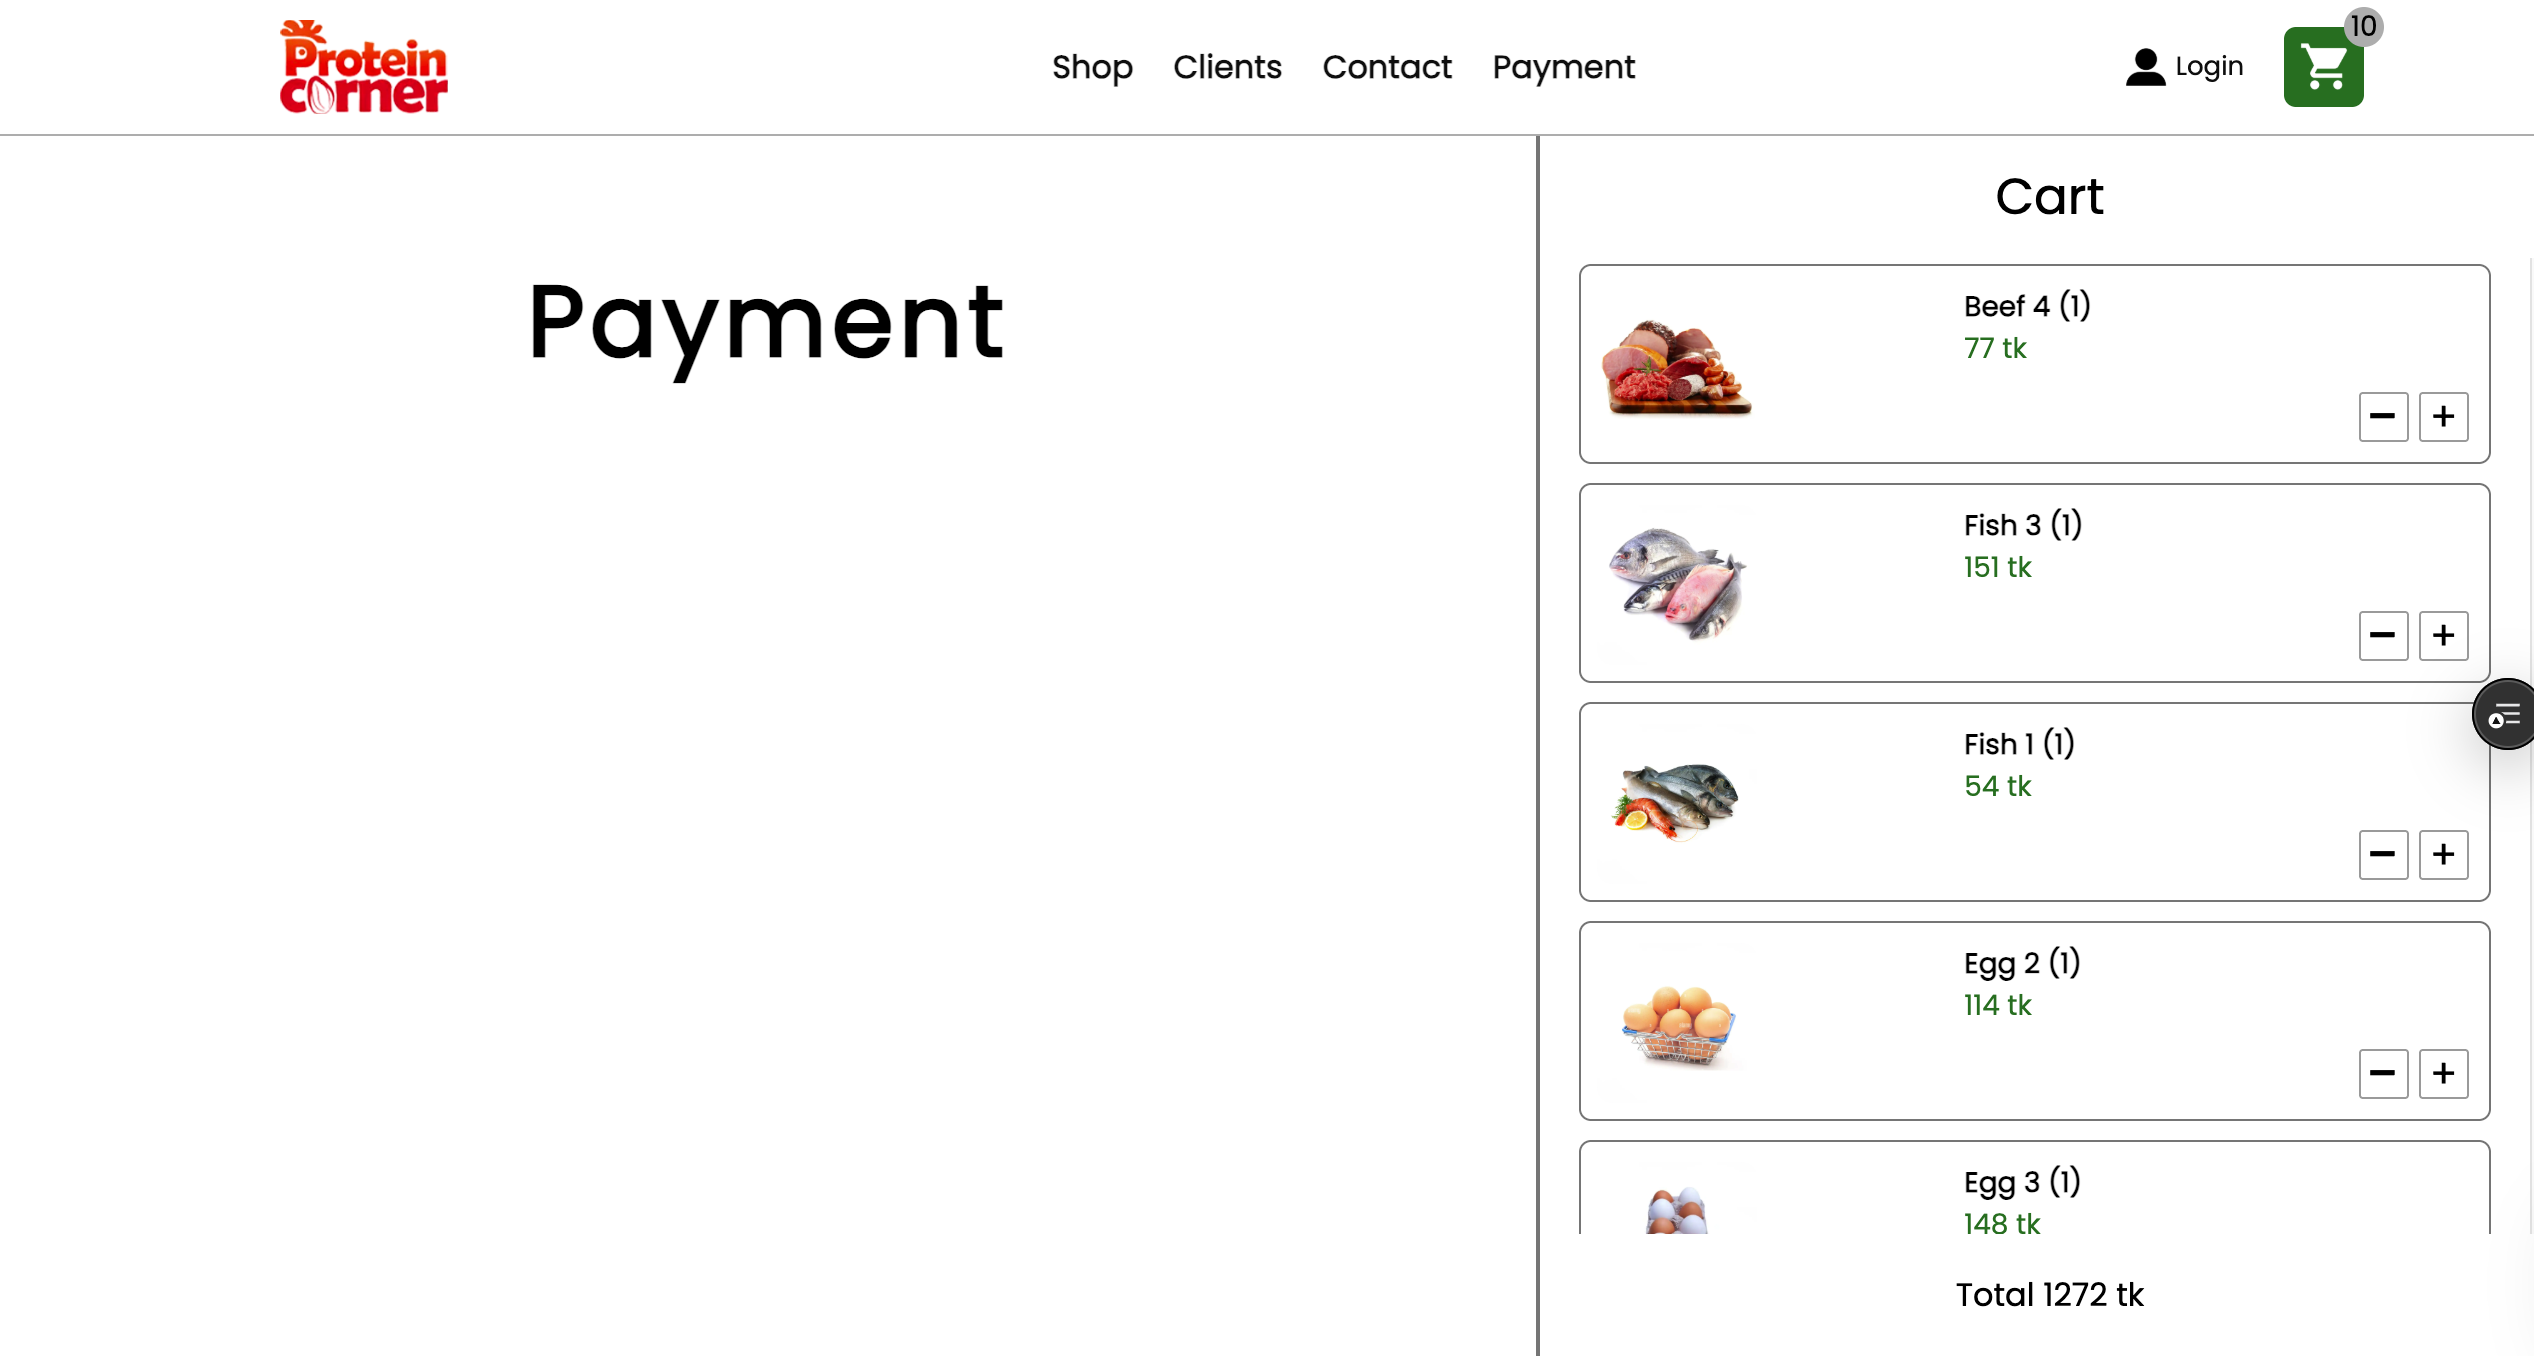 Protein
corner
Shop Clients Contact Payment
Login
10
Payment
Cart
Beef 4 (1)
77 tk
Fish 3 (1)
151 tk
Fish 1 (1)
54 tk
Egg 2 (1)
114 tk
Egg 3 (1)
148 tk
Total 1272 tk